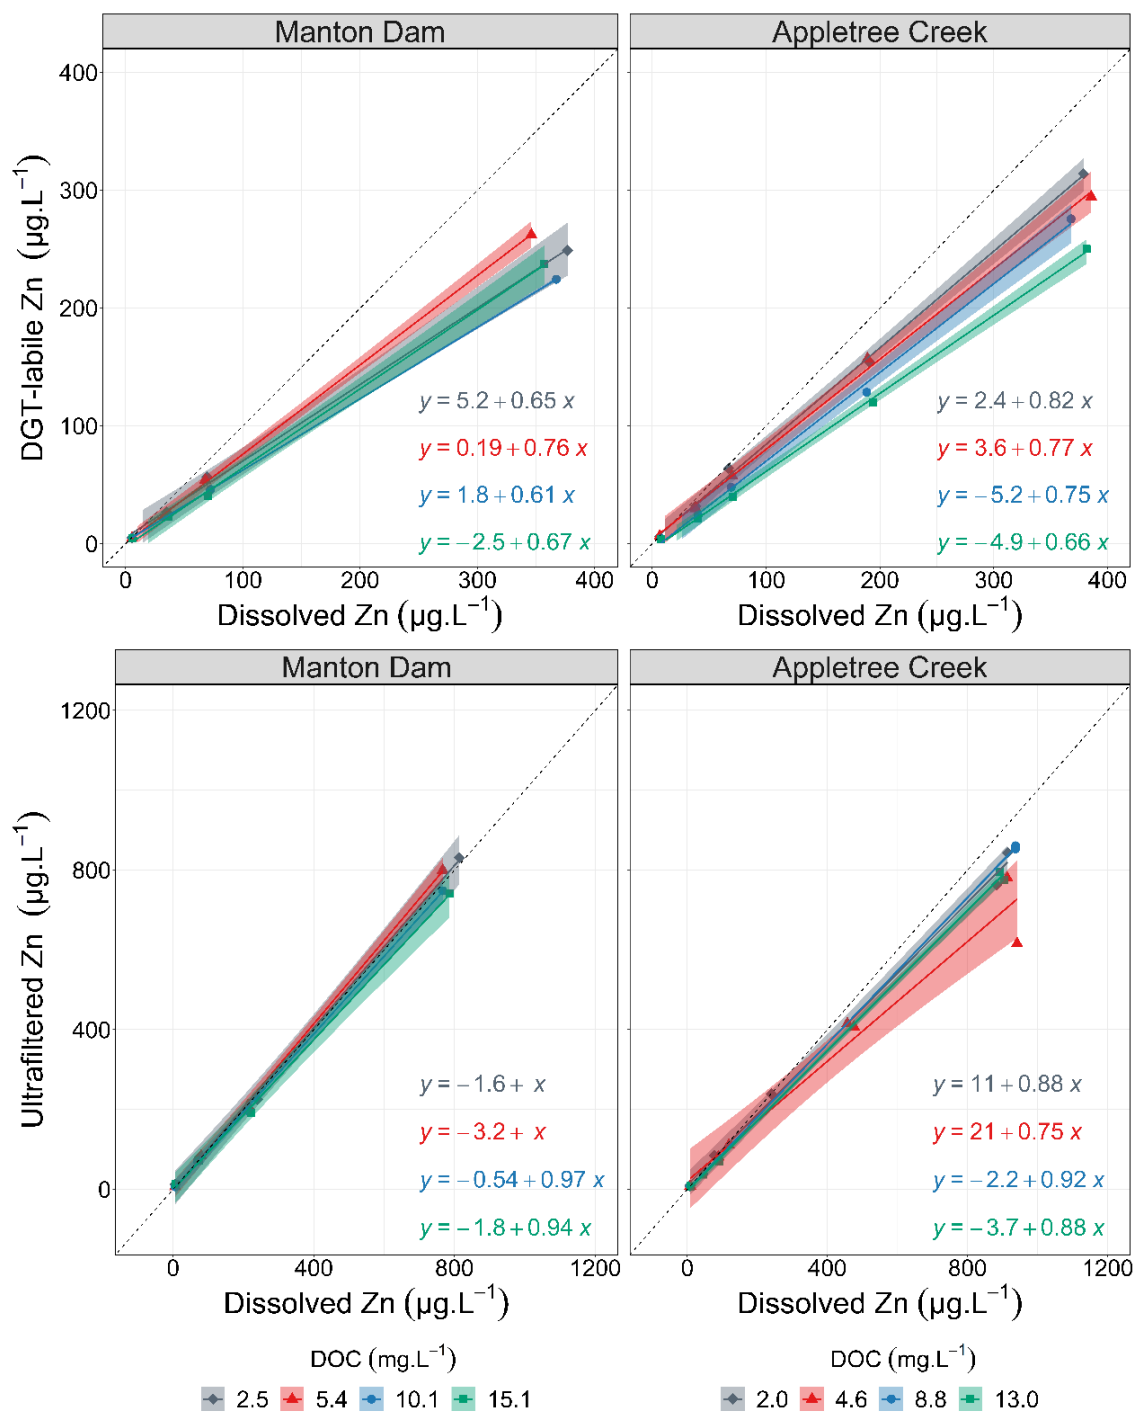 Manton Dam
Appletree Creek
DGT-labile Zn (µg.L⁻¹)
400
300
200
100
0
y = 5.2 + 0.65 x
y = 0.19 + 0.76 x
y = 1.8 + 0.61 x
y = −2.5 + 0.67 x
y = 2.4 + 0.82 x
y = 3.6 + 0.77 x
y = −5.2 + 0.75 x
y = −4.9 + 0.66 x
0 100 200 300 400
0 100 200 300 400
Dissolved Zn (µg.L⁻¹)
Dissolved Zn (µg.L⁻¹)
Manton Dam
Appletree Creek
Ultrafiltered Zn (µg.L⁻¹)
1200
800
400
0
y = −1.6 + x
y = −3.2 + x
y = −0.54 + 0.97 x
y = −1.8 + 0.94 x
y = 11 + 0.88 x
y = 21 + 0.75 x
y = −2.2 + 0.92 x
y = −3.7 + 0.88 x
0 400 800 1200
0 400 800 1200
Dissolved Zn (µg.L⁻¹)
Dissolved Zn (µg.L⁻¹)
DOC (mg.L⁻¹)
2.5 5.4 10.1 15.1
DOC (mg.L⁻¹)
2.0 4.6 8.8 13.0